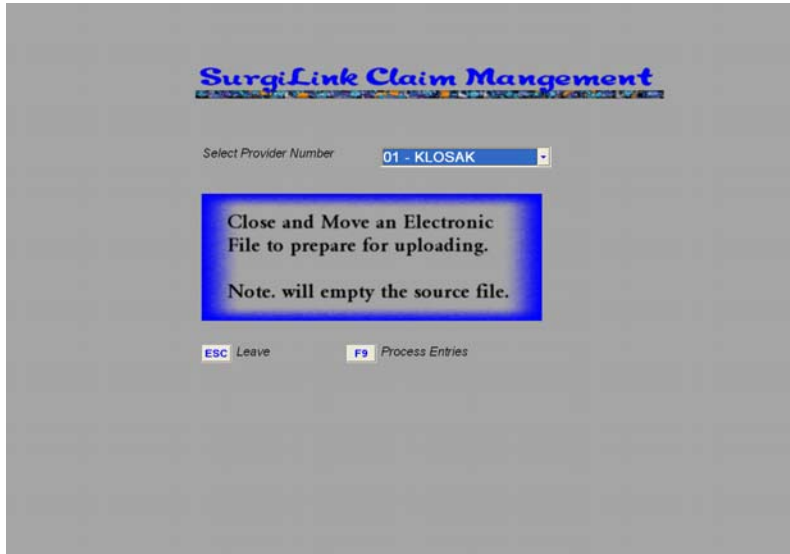 SurgiLink Claim Mangement
Select Provider Number 01 - KLOSAK
Close and Move an Electronic
File to prepare for uploading.
Note. will empty the source file.
ESC Leave F9 Process Entries